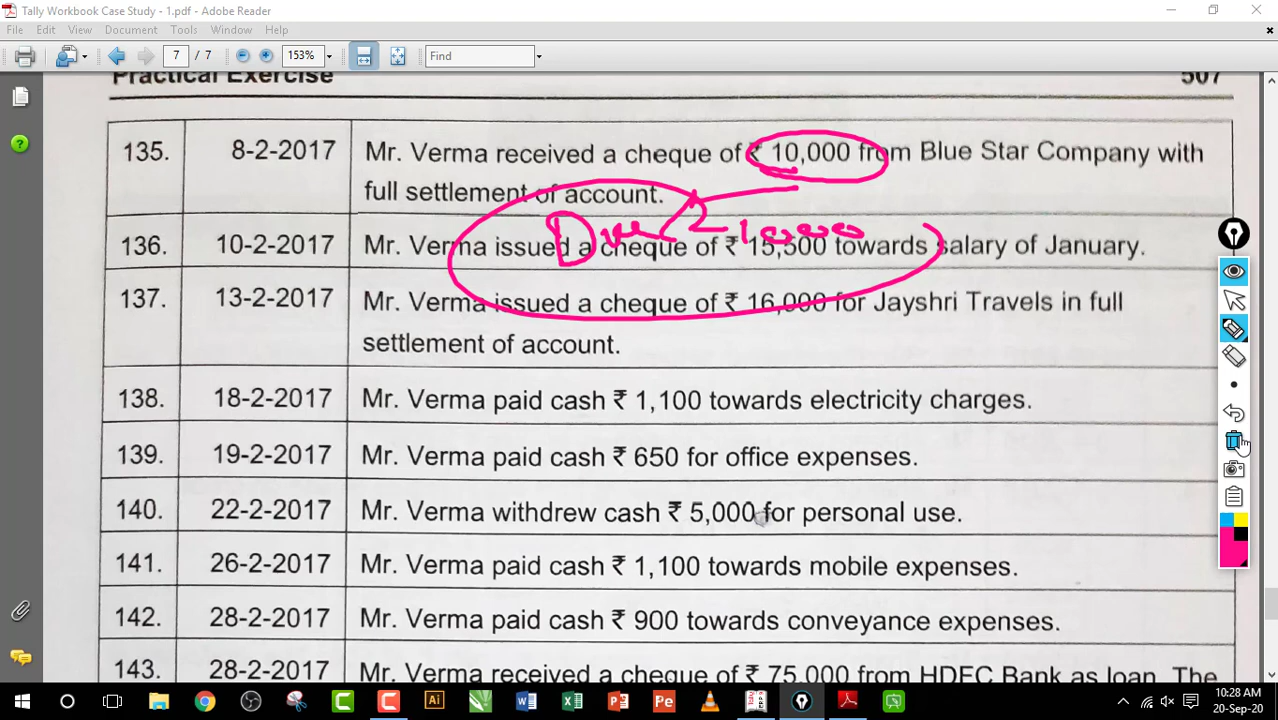 Tally Workbook Case Study - 1.pdf - Adobe Reader
File Edit View Document Tools Window Help
7 / 7 153% Find
Practical Exercise 507
135. 8-2-2017 Mr. Verma received a cheque of ₹ 10,000 from Blue Star Company with
full settlement of account.
136. 10-2-2017 Mr. Verma issued a cheque of ₹ 15,500 towards salary of January.
137. 13-2-2017 Mr. Verma issued a cheque of ₹ 16,000 for Jayshri Travels in full
settlement of account.
138. 18-2-2017 Mr. Verma paid cash ₹ 1,100 towards electricity charges.
139. 19-2-2017 Mr. Verma paid cash ₹ 650 for office expenses.
140. 22-2-2017 Mr. Verma withdrew cash ₹ 5,000 for personal use.
141. 26-2-2017 Mr. Verma paid cash ₹ 1,100 towards mobile expenses.
142. 28-2-2017 Mr. Verma paid cash ₹ 900 towards conveyance expenses.
143. 28-2-2017 Mr. Verma received a cheque of ₹ 75,000 from HDFC Bank as loan. The
10:28 AM
20-Sep-20